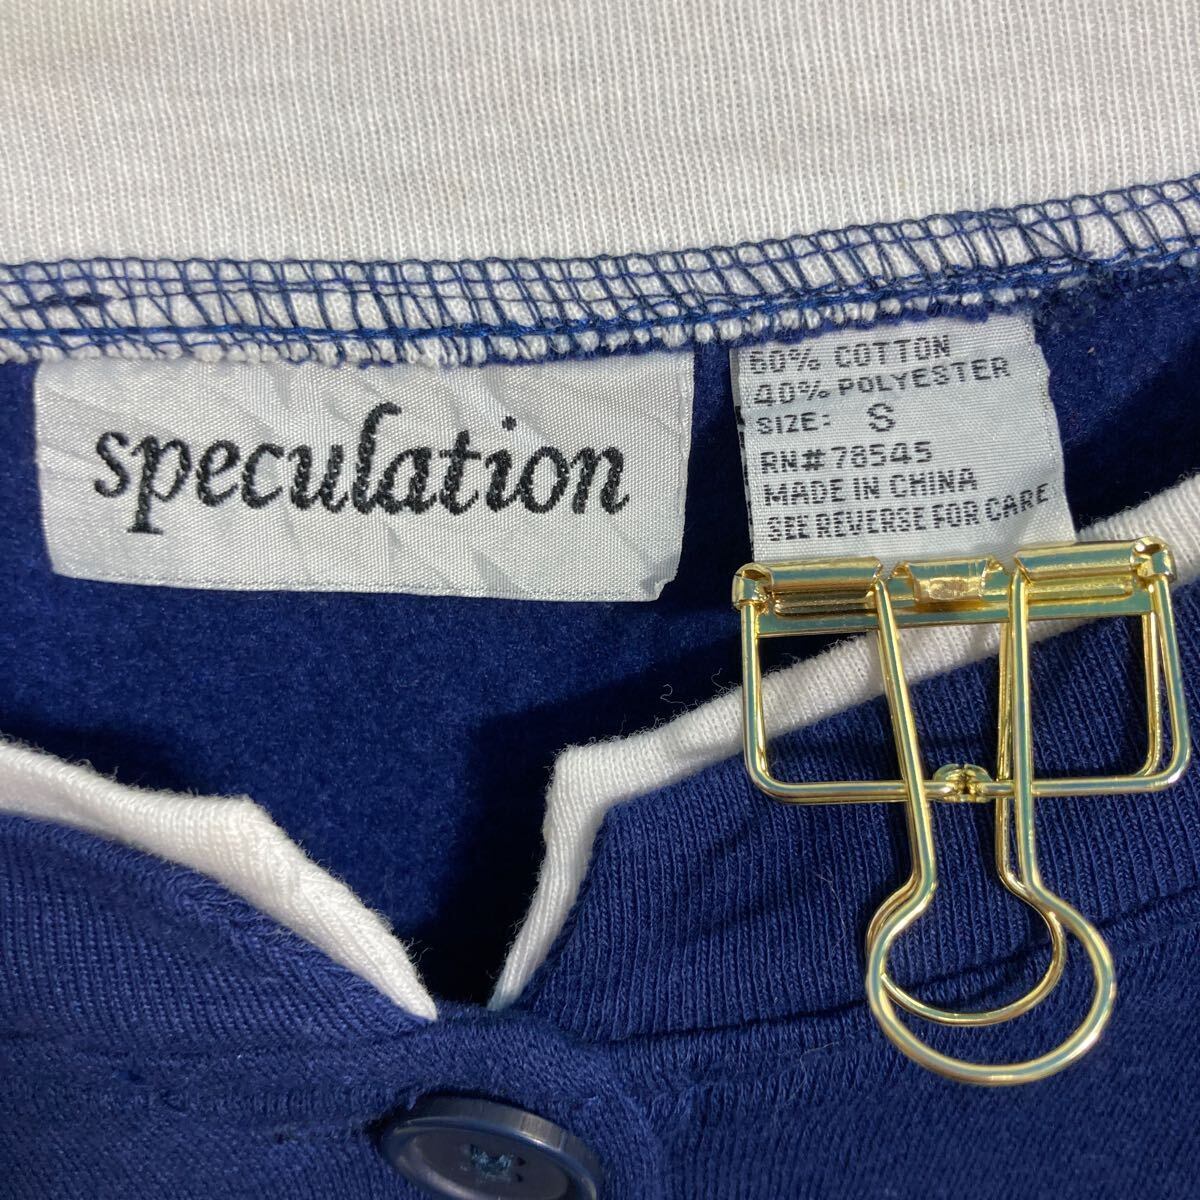 speculation
60% COTTON
40% POLYESTER
SIZE: S
RN# 78545
MADE IN CHINA
SEE REVERSE FOR CARE